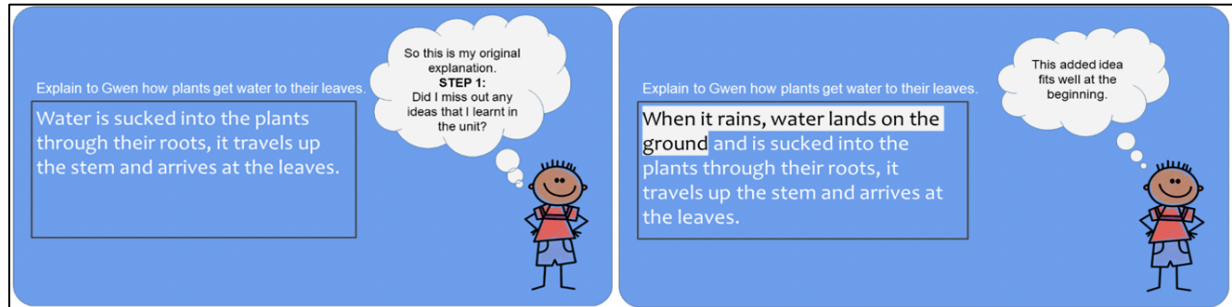 Explain to Gwen how plants get water to their leaves.
Water is sucked into the plants
through their roots, it travels up
the stem and arrives at the leaves.
So this is my original
explanation.
STEP 1:
Did I miss out any
ideas that I learnt in
the unit?
Explain to Gwen how plants get water to their leaves.
When it rains, water lands on the
ground and is sucked into the
plants through their roots, it
travels up the stem and arrives at
the leaves.
This added idea
fits well at the
beginning.